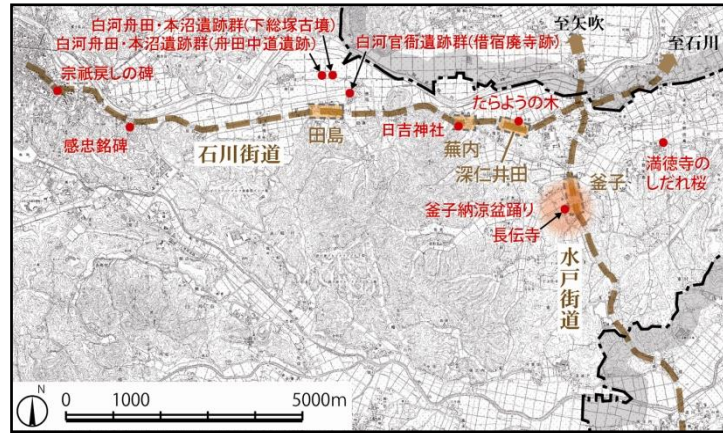 至矢吹
至石川
白河舟田・本沼遺跡群(下総塚古墳)
白河舟田・本沼遺跡群(舟田中道遺跡)
白河官衙遺跡群(借宿廃寺跡)
宗祇戻しの碑
感忠銘碑
石川街道
田島
日吉神社
蕪内
たらようの木
深仁井田
釜子
満徳寺の
しだれ桜
釜子納涼盆踊り
長伝寺
水戸街道
N
0 1000 5000m